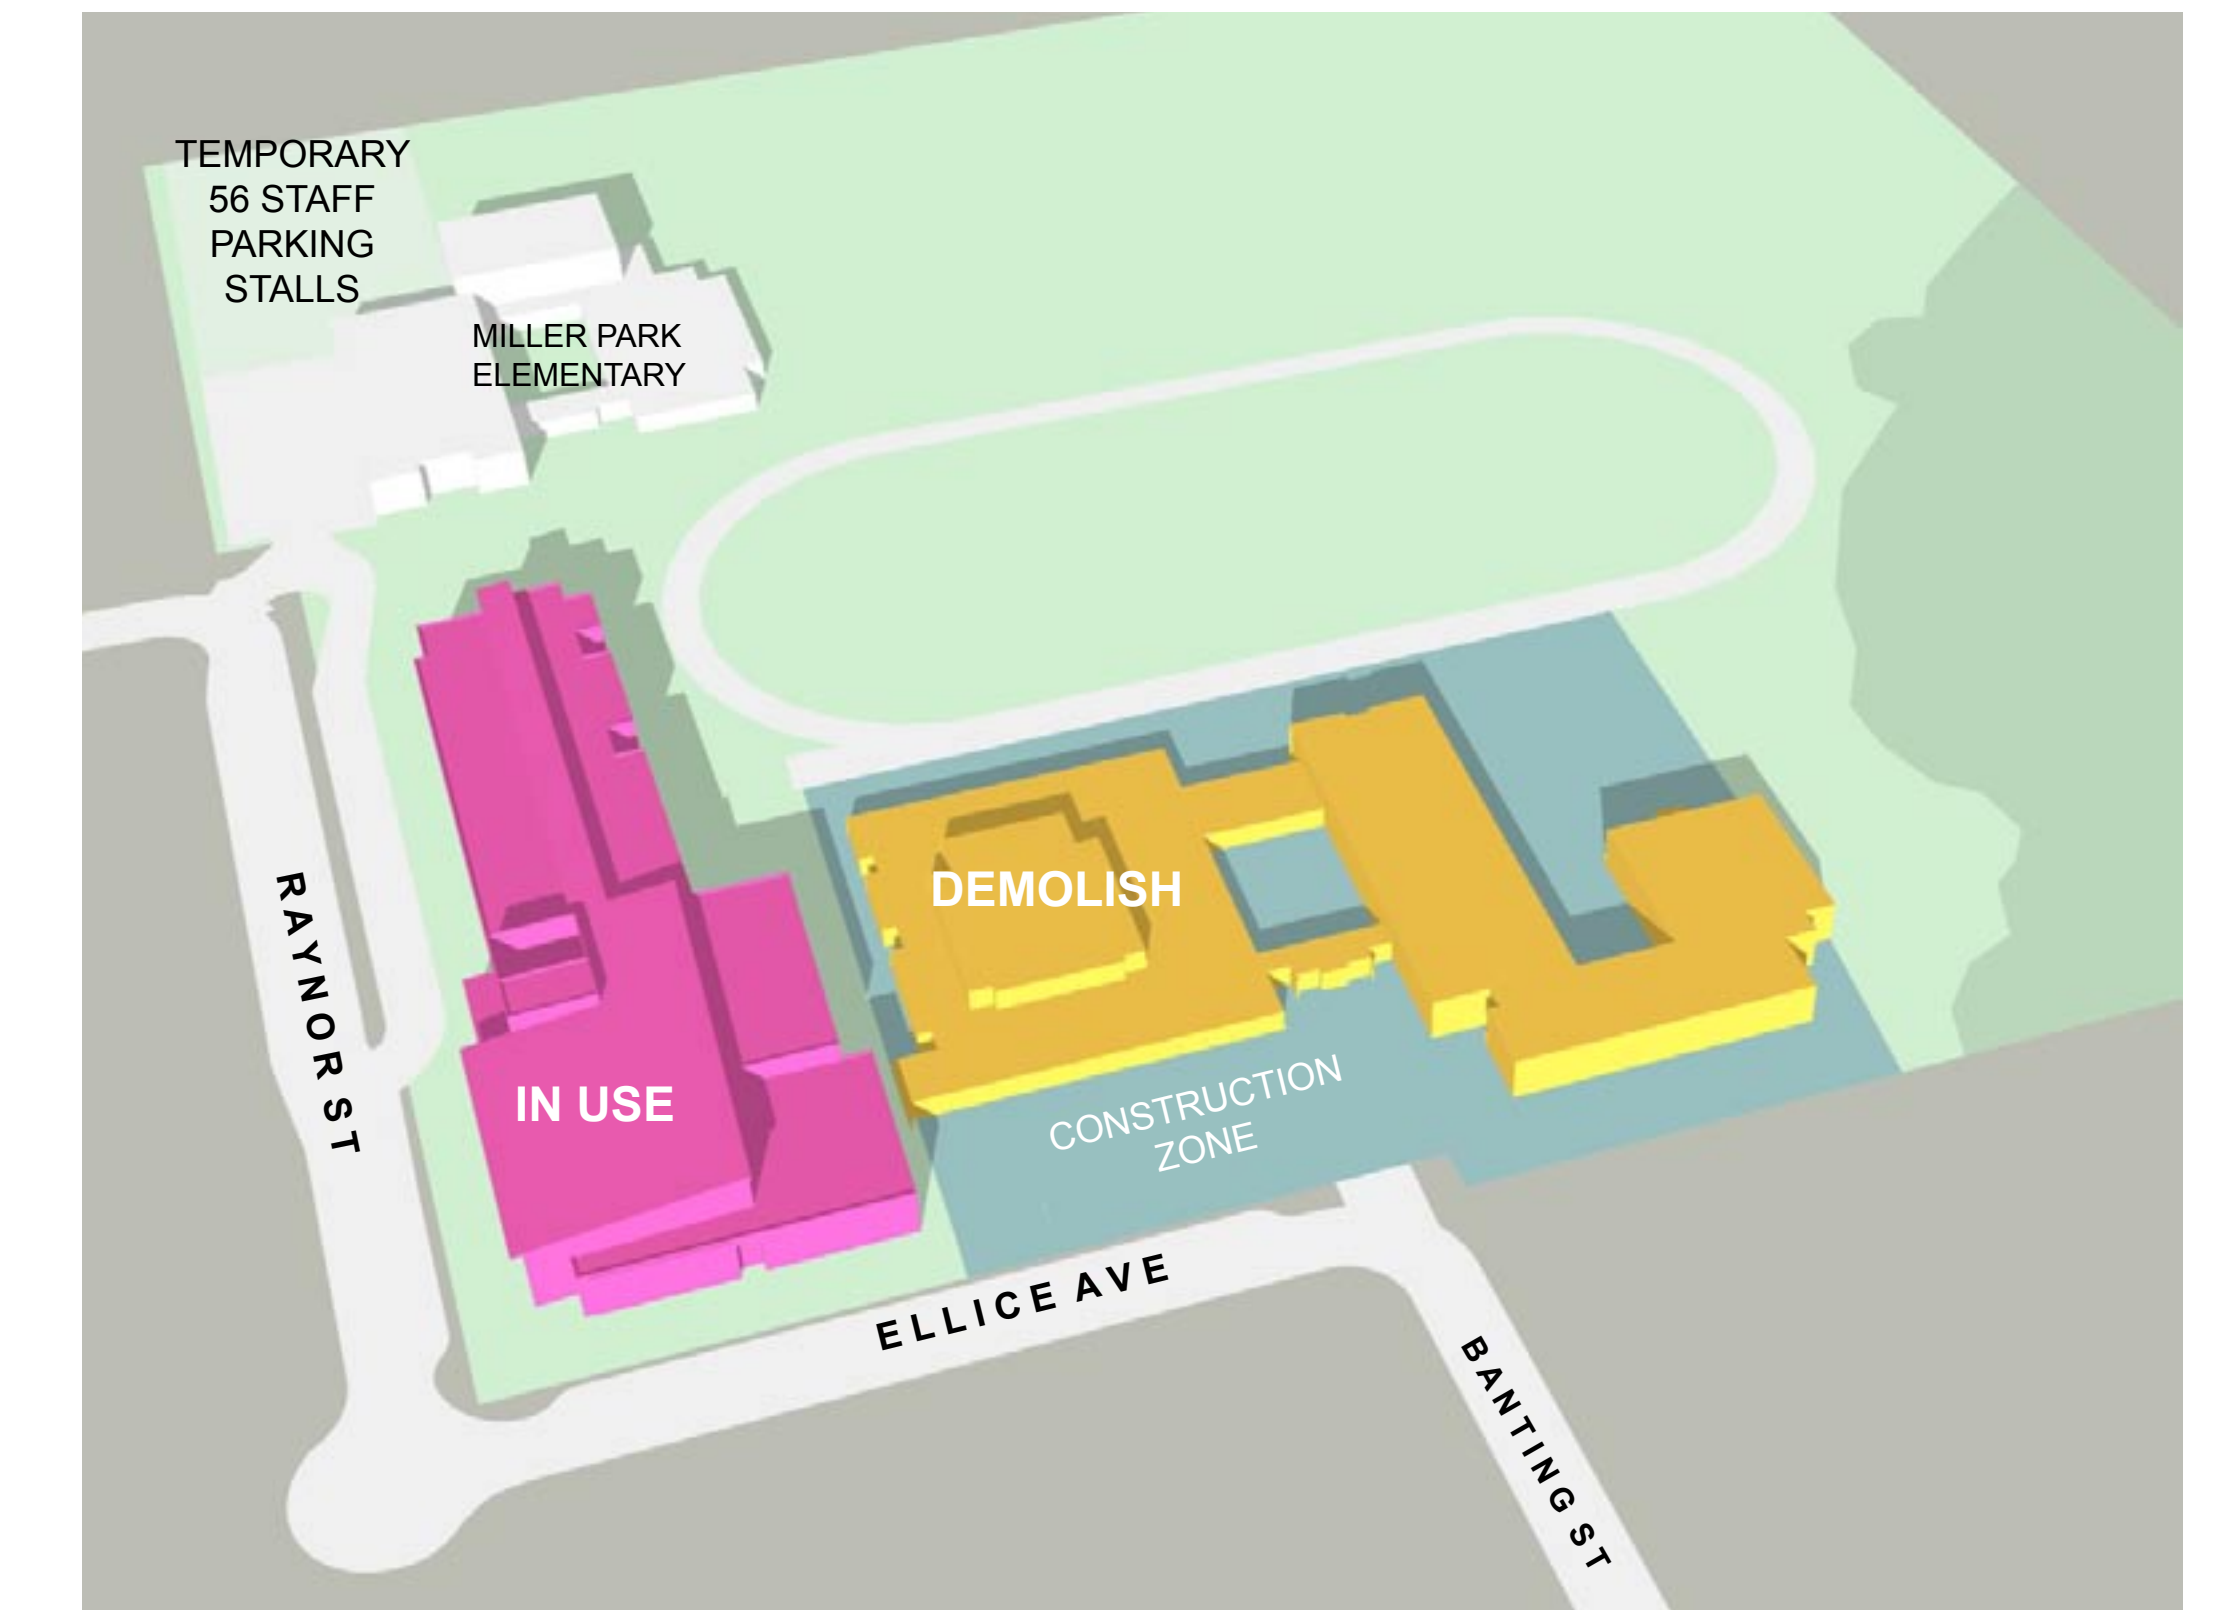 TEMPORARY
56 STAFF
PARKING
STALLS
MILLER PARK
ELEMENTARY
DEMOLISH
RAYNOR ST
IN USE
CONSTRUCTION
ZONE
ELLICE AVE
BANTING ST